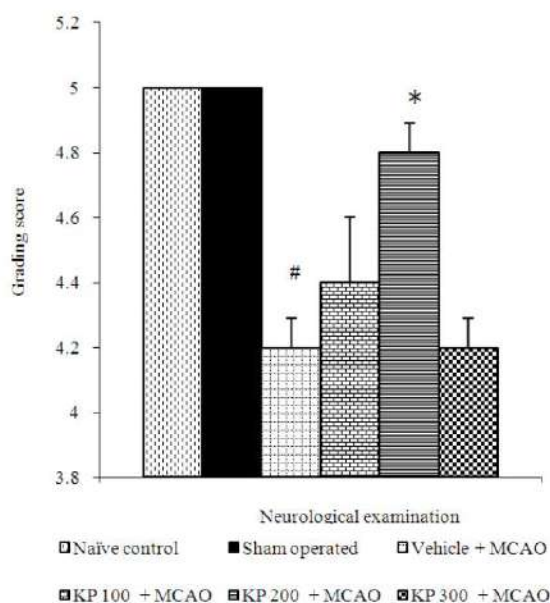 5.2
5
4.8
4.6
4.4
4.2
4
3.8
Grading score
*
#
Neurological examination
Naïve control Sham operated Vehicle + MCAO
KP 100 + MCAO KP 200 + MCAO KP 300 + MCAO